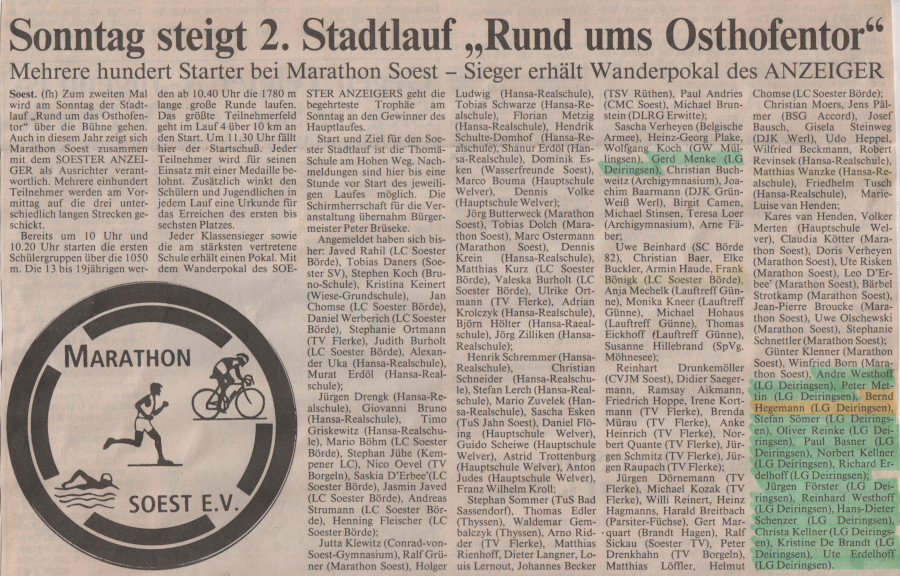 Sonntag steigt 2. Stadtlauf „Rund ums Osthofentor“
Mehrere hundert Starter bei Marathon Soest – Sieger erhält Wanderpokal des ANZEIGER
Soest. (fh) Zum zweiten Mal
wird am Sonntag der Stadt-
lauf „Rund um das Osthofen-
tor“ über die Bühne gehen.
Auch in diesem Jahr zeigt sich
Marathon Soest zusammen
mit dem SOESTER ANZEI-
GER als Ausrichter verant-
wortlich. Mehrere einhundert
Teilnehmer werden am Vor-
mittag auf die drei unter-
schiedlich langen Strecken ge-
schickt.
Bereits um 10 Uhr und
10.20 Uhr starten die ersten
Schülergruppen über die 1050
m. Die 13 bis 19jährigen wer-
den ab 10.40 Uhr die 1780 m
lange große Runde laufen.
Das größte Teilnehmerfeld
geht im Lauf 4 über 10 km an
den Start. Um 11.30 Uhr fällt
hier der Startschuß. Jeder
Teilnehmer wird für seinen
Einsatz mit einer Medaille be-
lohnt. Zusätzlich winkt den
Schülern und Jugendlichen in
jedem Lauf eine Urkunde für
das Erreichen des ersten bis
sechsten Platzes.
Jeder Klassensieger sowie
die am stärksten vertretene
Schule erhält einen Pokal. Mit
dem Wanderpokal des SOE-
MARATHON
SOEST E.V.
STER ANZEIGERS geht die
begehrteste Trophäe am
Sonntag an den Gewinner des
Hauptlaufes.
Start und Ziel für den Soe-
ster Stadtlauf ist die Thomä-
Schule am Hohen Weg. Nach-
meldungen sind hier bis eine
Stunde vor Start des jeweili-
gen Laufes möglich. Die
Schirmherrschaft für die Ver-
anstaltung übernahm Bürger-
meister Peter Brüseke.
Angemeldet haben sich bis-
her: Javed Rahil (LC Soester
Börde), Tobias Daners (Soe-
ster SV), Stephen Koch (Bru-
no-Schule), Kristina Keinert
(Wiese-Grundschule), Jan
Chomse (LC Soester Börde),
Daniel Werberich (LC Soester
Börde), Stephanie Ortmann
(TV Flerke), Judith Burholt
(LC Soester Börde), Alexan-
der Uka (Hansa-Realschule),
Murat Erdöl (Hansa-Real-
schule);
Jürgen Drengk (Hansa-Re-
alschule), Giovanni Bruno
(Hansa-Realschule), Timo
Griskewitz (Hansa-Realschu-
le), Mario Böhm (LC Soester
Börde), Stephan Jühe (Kem-
pener LC), Nico Oevel (TV
Borgeln), Saskia D'Erbee'(LC
Soester Börde), Jasmin Javed
(LC Soester Börde), Andreas
Strumann (LC Soester Bör-
de), Henning Fleischer (LC
Soester Börde);
Jutta Klewitz (Conrad-von-
Soest-Gymnasium), Ralf Grü-
ner (Marathon Soest), Holger
Ludwig (Hansa-Realschule),
Tobias Schwarze (Hansa-Re-
alschule), Florian Metzig
(Hansa-Realschule), Hendrik
Schulte-Domhof (Hansa-Re-
alschule), Shanur Erdöl (Han-
sa-Realschule), Dominik Es-
ken (Wasserfreunde Soest),
Marco Bouma (Hauptschule
Welver), Dennis Volke
(Hauptschule Welver);
Jörg Butterweck (Marathon
Soest), Tobias Dolch (Mara-
thon Soest), Marc Ostermann
(Marathon Soest), Dennis
Krein (Hansa-Realschule),
Matthias Kurz (LC Soester
Börde), Valeska Burholt (LC
Soester Börde), Ulrike Ort-
mann (TV Flerke), Adrian
Krolczyk (Hansa-Realschule),
Björn Hölter (Hansa-Raeal-
schule), Jörg Zilliken (Hansa-
Realschule);
Henrik Schremmer (Hansa-
Realschule), Christian
Schneider (Hansa-Realschu-
le), Stefan Lerch (Hansa-Real-
schule), Mario Zuvelek (Han-
sa-Realschule), Sascha Esken
(TuS Jahn Soest), Daniel Flö-
ing (Hauptschule Welver),
Guido Scheiwe (Hauptschule
Welver), Astrid Trottenburg
(Hauptschule Welver), Anton
Judes (Hauptschule Welver),
Franz Wilhelm Kroll;
Stephan Sommer (TuS Bad
Sassendorf), Thomas Edler
(Thyssen), Waldemar Gem-
balczyk (Thyssen), Arno Rid-
der (TV Flerke), Matthias
Rienhoff, Dieter Langner, Lo-
uis Lernout, Johannes Becker
(TSV Rüthen), Paul Andries
(CMC Soest), Michael Brun-
stein (DLRG Erwitte);
Sascha Verheyen (Belgische
Armee), Heinz-Georg Plake,
Wolfgang Koch (GW Mül-
lingsen), Gerd Menke (LG
Deiringsen), Christian Buch-
weitz (Archigymnasium), Joa-
chim Baarmann (DJK Grün-
Weiß Werl), Birgit Camen,
Michael Stinsen, Teresa Loer
(Archigymnasium), Arne Fä-
ber;
Uwe Beinhard (SC Börde
82), Christian Baer, Elke
Buckler, Armin Haude, Frank
Bönigk (LC Soester Börde),
Anja Mechelk (Lauftreff Gün-
ne), Monika Kneer (Lauftreff
Günne), Michael Hohaus
(Lauftreff Günne), Thomas
Eickhoff (Lauftreff Günne),
Susanne Hillebrand (SpVg.
Möhnesee);
Reinhart Drunkemöller
(CVJM Soest), Didier Saeger-
mann, Ramsay Aikmann,
Friedrich Hoppe, Irene Kort-
mann (TV Flerke), Brenda
Mürau (TV Flerke), Anke
Heinrich (TV Flerke), Nor-
bert Quante (TV Flerke), Jür-
gen Schmitz (TV Flerke), Jür-
gen Raupach (TV Flerke);
Jürgen Dörnemann (TV
Flerke), Michael Kozak (TV
Flerke), Willi Reinert, Heinz
Hagmanns, Harald Breitbach
(Parsiter-Füchse), Gert Mar-
quart (Brandt Hagen), Ralf
Sickau (Soester TV), Peter
Drenkhahn (TV Borgeln),
Matthias Löffler, Helmut
Chomse (LC Soester Börde);
Christian Moers, Jens Päl-
mer (BSG Accord), Josef
Bausch, Gisela Steinweg
(DJK Werl), Udo Heppel,
Wilfried Beckmann, Robert
Revinsek (Hansa-Realschule),
Matthias Wanzke (Hansa-Re-
alschule), Friedhelm Tusch
(Hansa-Realschule), Marie-
Luise van Henden;
Kares van Henden, Volker
Merten (Hauptschule Wel-
ver), Claudia Kötter (Mara-
thon Soest), Doris Verheyen
(Marathon Soest), Ute Risken
(Marathon Soest), Leo D'Er-
bee' (Marathon Soest), Bärbel
Strotkamp (Marathon Soest),
Jean-Pierre Broucke (Mara-
thon Soest), Uwe Olschewski
(Marathon Soest), Stephanie
Schnettler (Marathon Soest);
Günter Klenner (Marathon
Soest), Winfried Born (Mara-
thon Soest), Andre Westhoff
(LG Deiringsen), Peter Met-
tin (LG Deiringsen), Bernd
Hegemann (LG Deiringsen),
Stefan Sömer (LG Deiring-
sen), Oliver Reinke (LG Dei-
ringsen), Paul Basner (LG
Deiringsen), Norbert Kellner
(LG Deiringsen), Richard Er-
delhoff (LG Deiringsen);
Jürgen Förster (LG Dei-
ringsen), Reinhard Westhoff
(LG Deiringsen), Hans-Dieter
Schenzer (LG Deiringsen),
Christa Kellner (LG Deiring-
sen), Kristine De Brandt (LG
Deiringsen), Ute Erdelhoff
(LG Deiringsen).